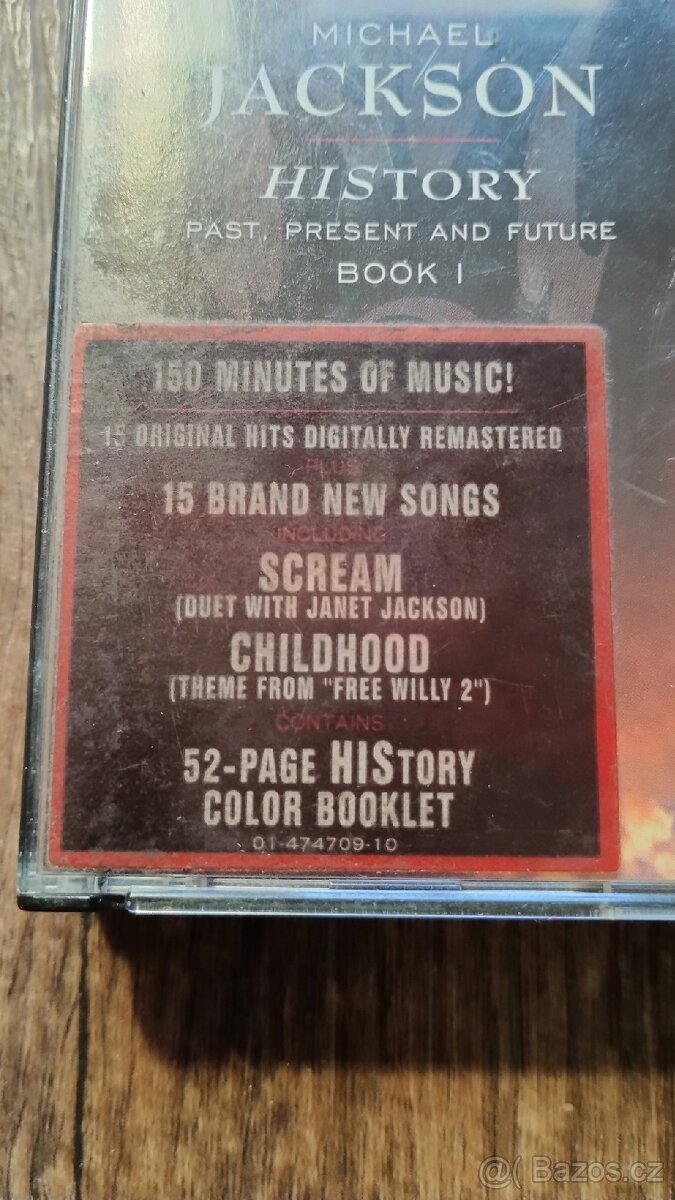 MICHAEL
JACKSON
HISTORY
PAST, PRESENT AND FUTURE
BOOK I
150 MINUTES OF MUSIC!
15 ORIGINAL HITS DIGITALLY REMASTERED
PLUS
15 BRAND NEW SONGS
INCLUDING
SCREAM
(DUET WITH JANET JACKSON)
CHILDHOOD
(THEME FROM "FREE WILLY 2")
CONTAINS
52-PAGE HISTORY
COLOR BOOKLET
01-474709-10
@ Bazos.cz